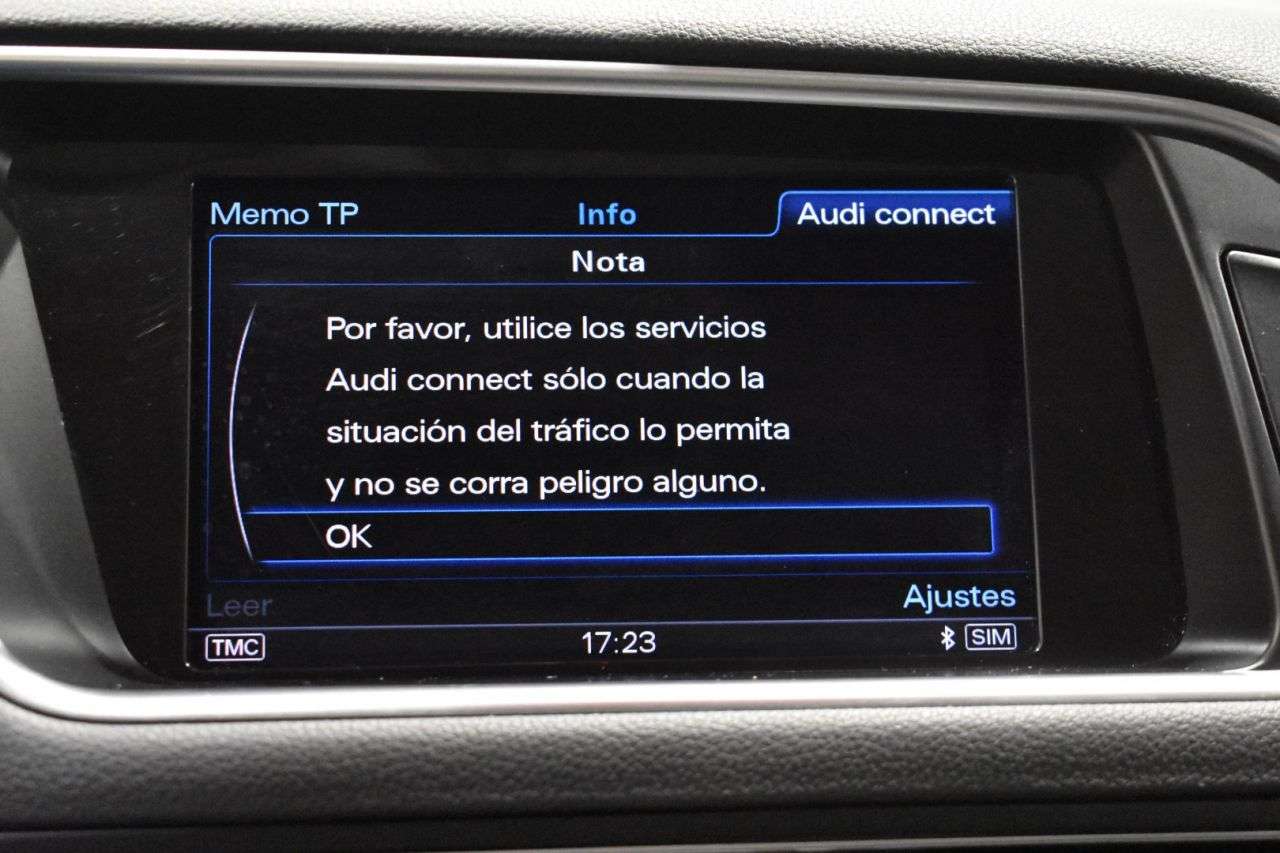 Memo TP Info Audi connect
Nota
Por favor, utilice los servicios
Audi connect sólo cuando la
situación del tráfico lo permita
y no se corra peligro alguno.
OK
Leer Ajustes
TMC 17:23 SIM